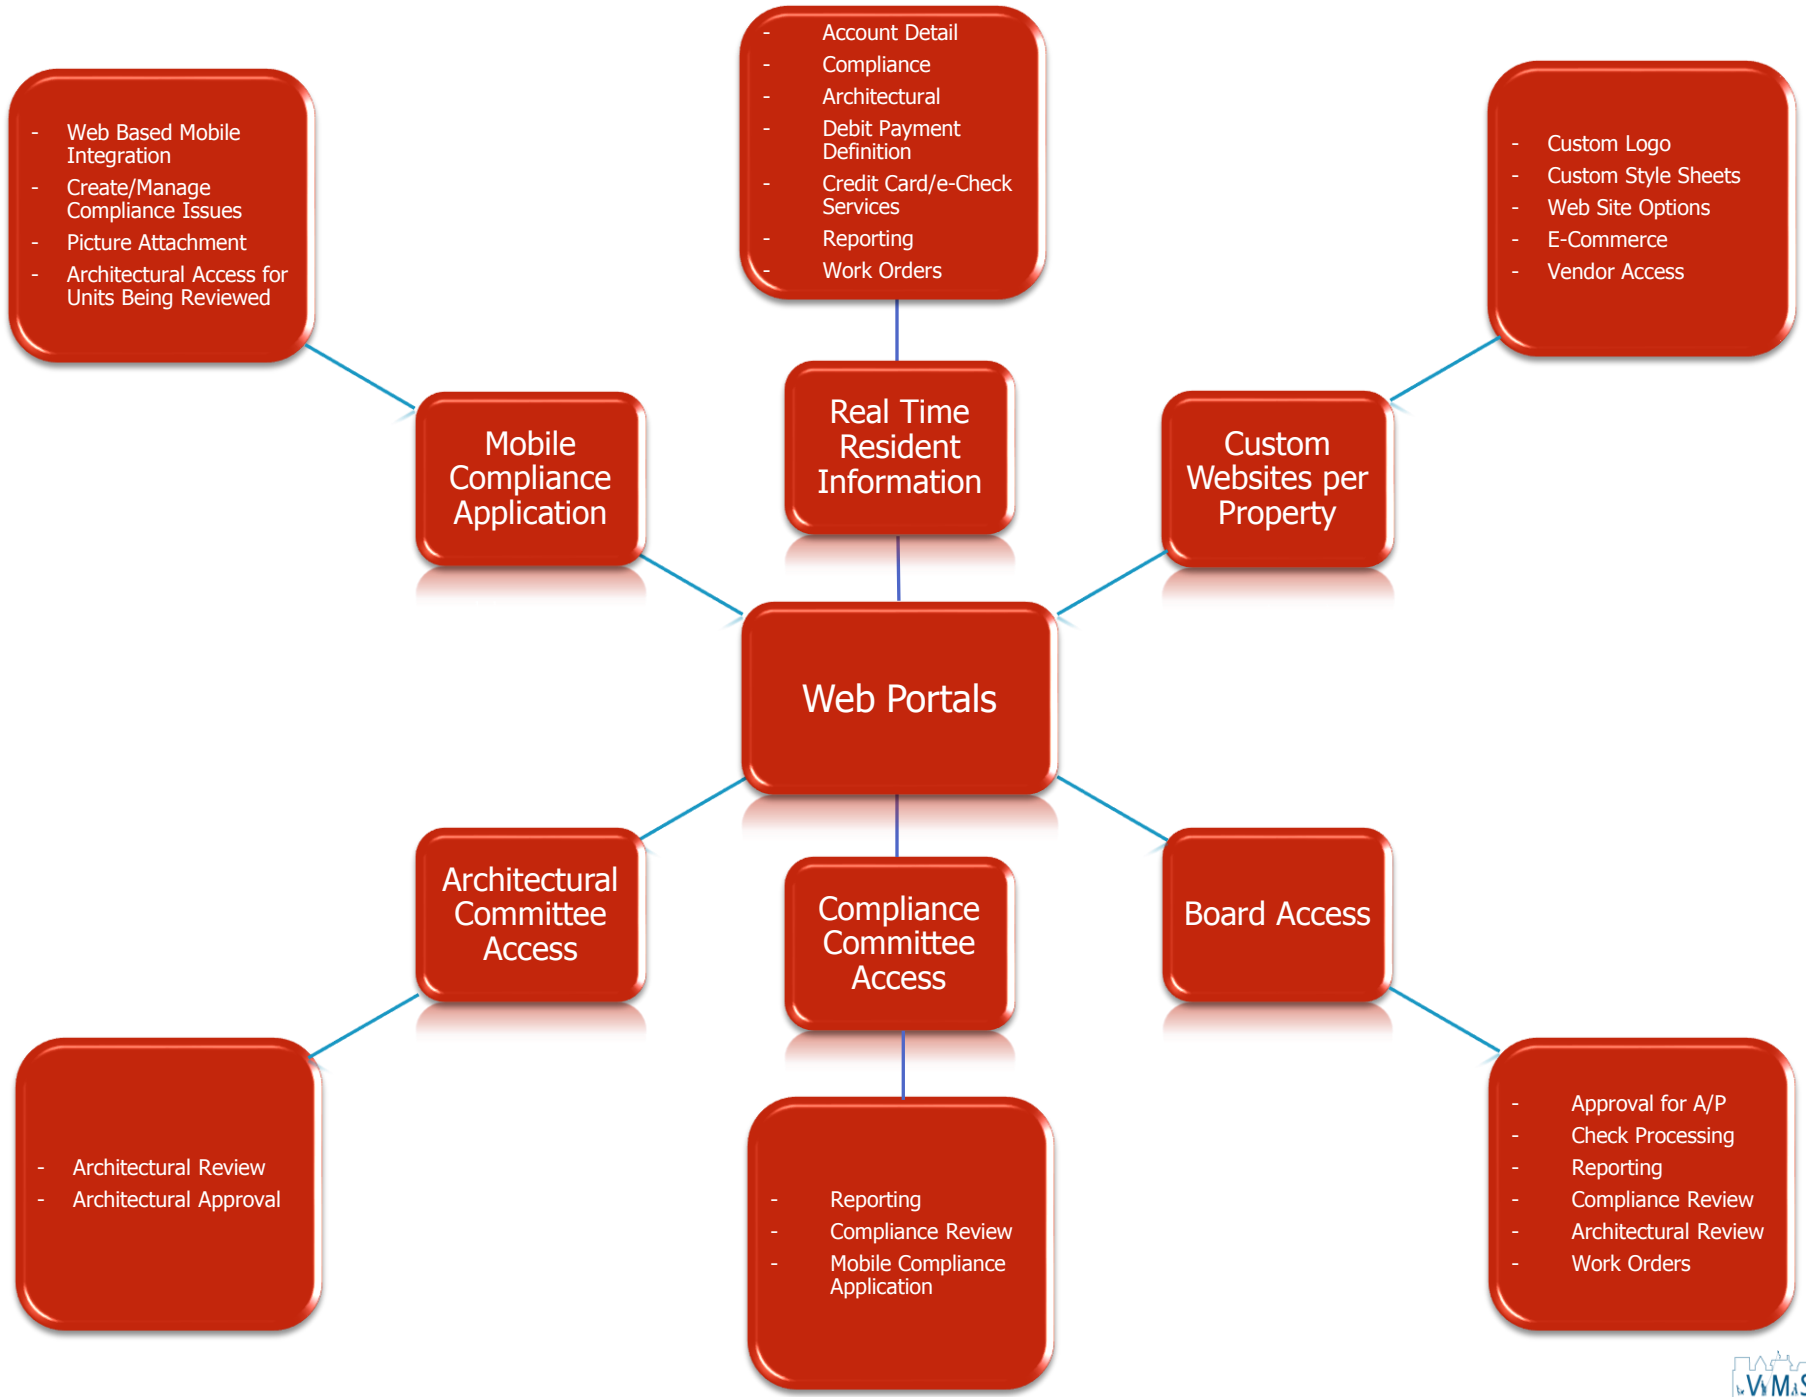 - Account Detail
- Compliance
- Architectural
- Debit Payment
Definition
- Credit Card/e-Check
Services
- Reporting
- Work Orders
- Web Based Mobile
Integration
- Create/Manage
Compliance Issues
- Picture Attachment
- Architectural Access for
Units Being Reviewed
- Custom Logo
- Custom Style Sheets
- Web Site Options
- E-Commerce
- Vendor Access
Mobile
Compliance
Application
Real Time
Resident
Information
Custom
Websites per
Property
Web Portals
Architectural
Committee
Access
Compliance
Committee
Access
Board Access
- Architectural Review
- Architectural Approval
- Reporting
- Compliance Review
- Mobile Compliance
Application
- Approval for A/P
- Check Processing
- Reporting
- Compliance Review
- Architectural Review
- Work Orders